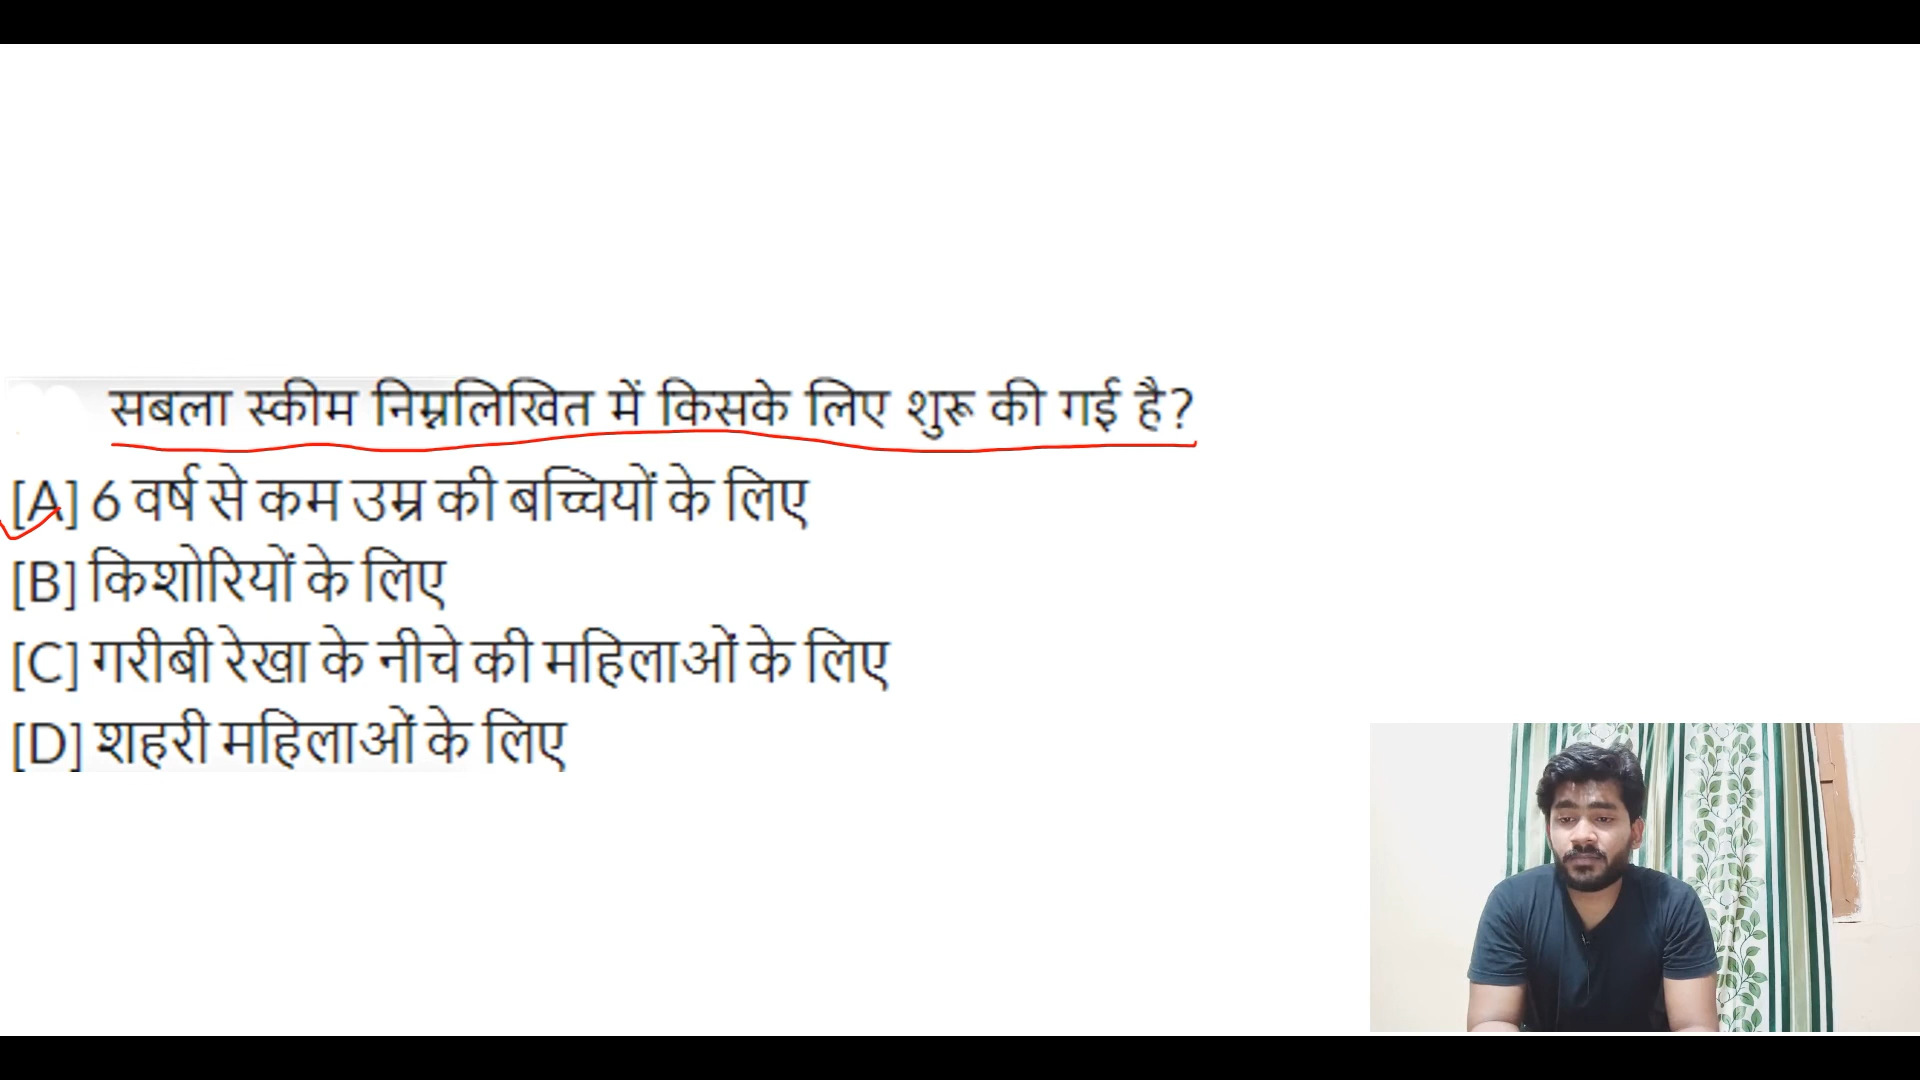 सबला स्कीम निम्नलिखित में किसके लिए शुरू की गई है?
[A] 6 वर्ष से कम उम्र की बच्चियों के लिए
[B] किशोरियों के लिए
[C] गरीबी रेखा के नीचे की महिलाओं के लिए
[D] शहरी महिलाओं के लिए